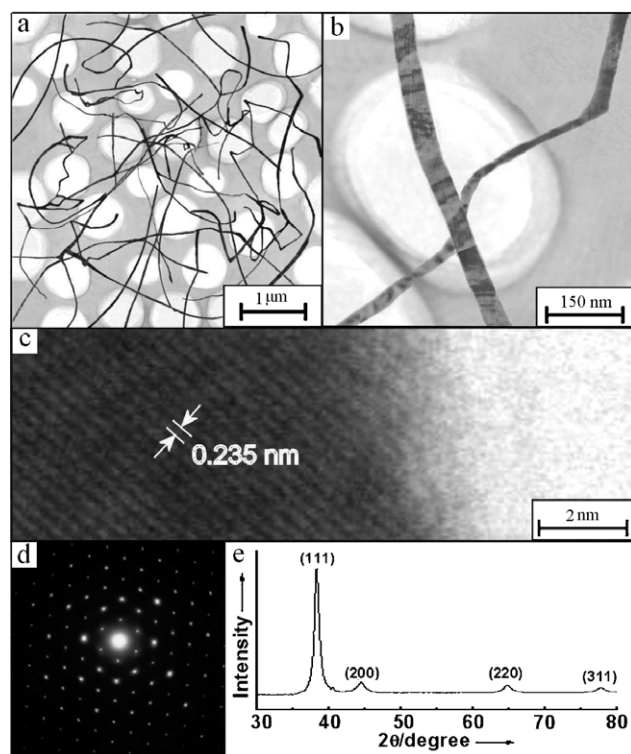 a
1 μm
b
150 nm
c
0.235 nm
2 nm
d
e
Intensity
(111)
(200)
(220)
(311)
30 40 50 60 70 80
2θ/degree